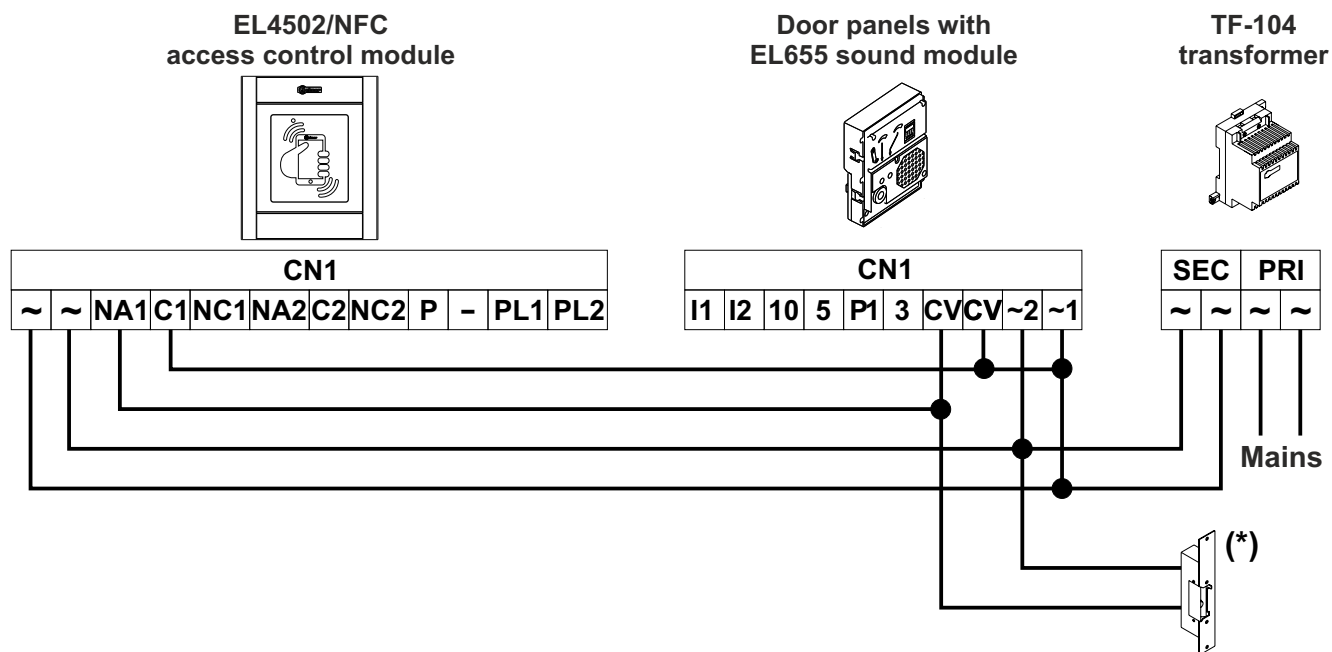 EL4502/NFC
access control module
Door panels with
EL655 sound module
TF-104
transformer
CN1
~ ~ NA1 C1 NC1 NA2 C2 NC2 P – PL1 PL2
CN1
I1 I2 10 5 P1 3 CV CV ~2 ~1
SEC PRI
~ ~ ~ ~
Mains
(*)